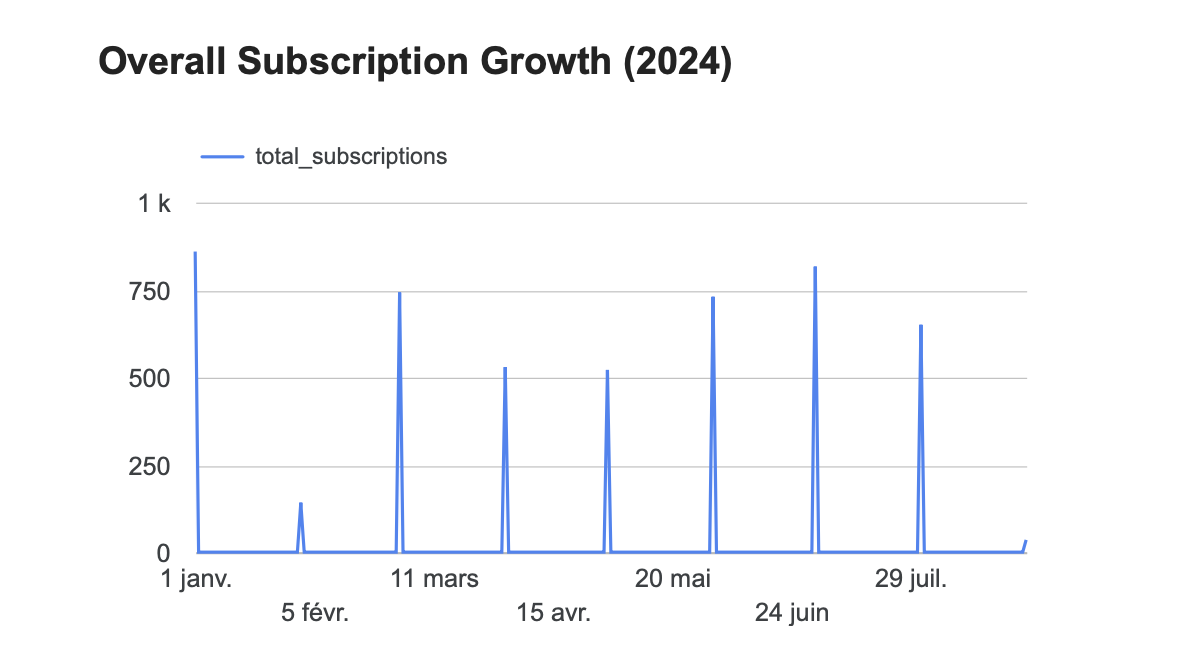 Overall Subscription Growth (2024)
total_subscriptions
1 k
750
500
250
0
1 janv.
11 mars
20 mai
29 juil.
5 févr.
15 avr.
24 juin